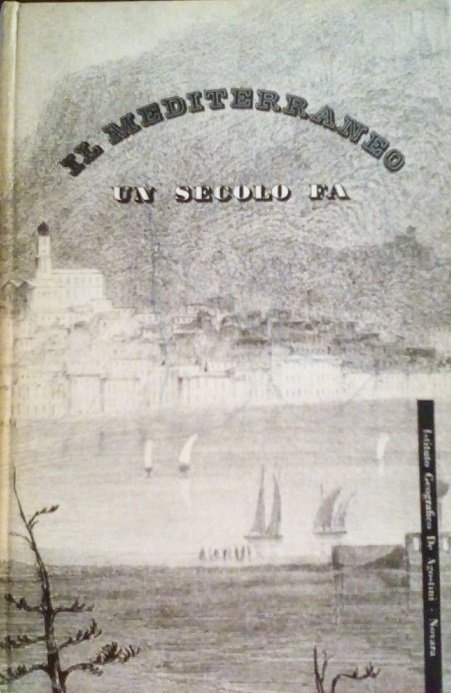 IL MEDITERRANEO
UN SECOLO FA
Istituto Geografico De Agostini - Novara